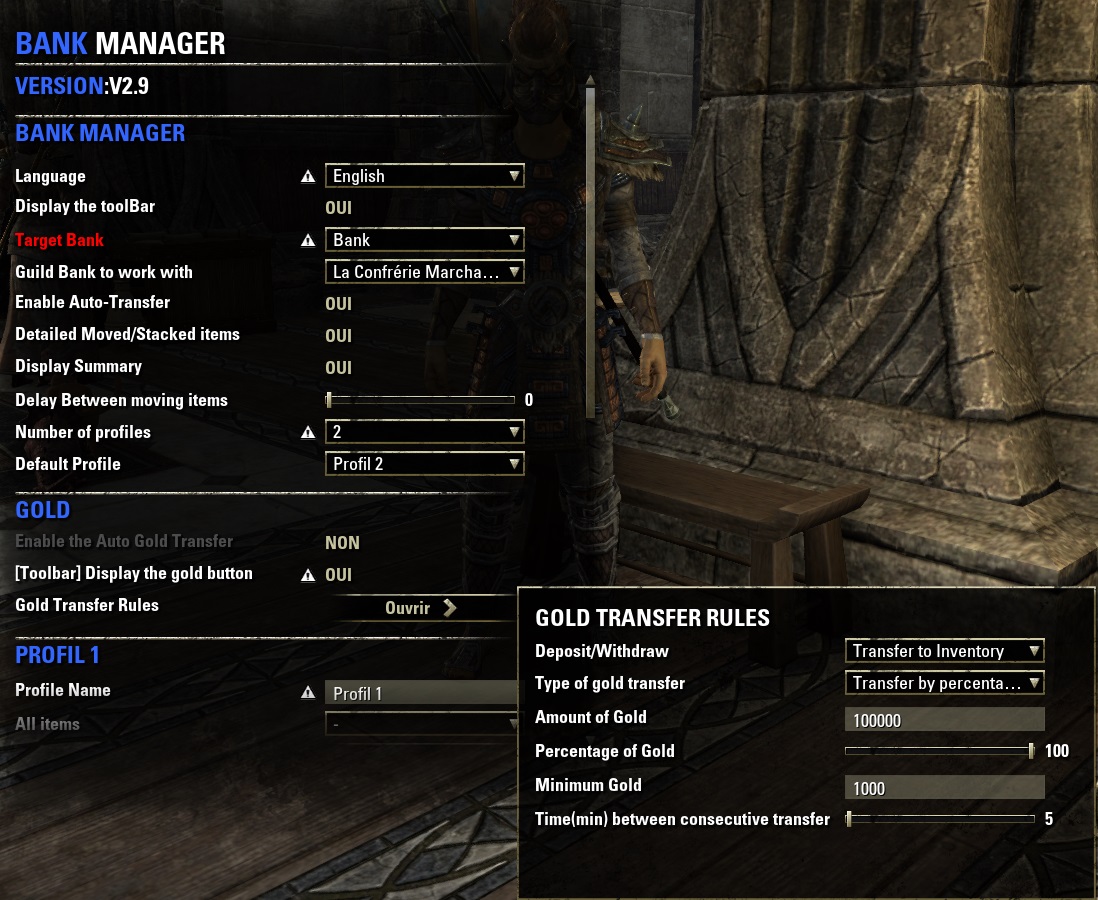 BANK MANAGER
VERSION:V2.9
BANK MANAGER
Language English
Display the toolBar OUI
Target Bank Bank
Guild Bank to work with La Confrérie Marcha...
Enable Auto-Transfer OUI
Detailed Moved/Stacked items OUI
Display Summary OUI
Delay Between moving items 0
Number of profiles 2
Default Profile Profil 2
GOLD
Enable the Auto Gold Transfer NON
[Toolbar] Display the gold button OUI
Gold Transfer Rules Ouvrir
PROFIL 1
Profile Name Profil 1
All items -
GOLD TRANSFER RULES
Deposit/Withdraw Transfer to Inventory
Type of gold transfer Transfer by percenta...
Amount of Gold 100000
Percentage of Gold 100
Minimum Gold 1000
Time(min) between consecutive transfer 5